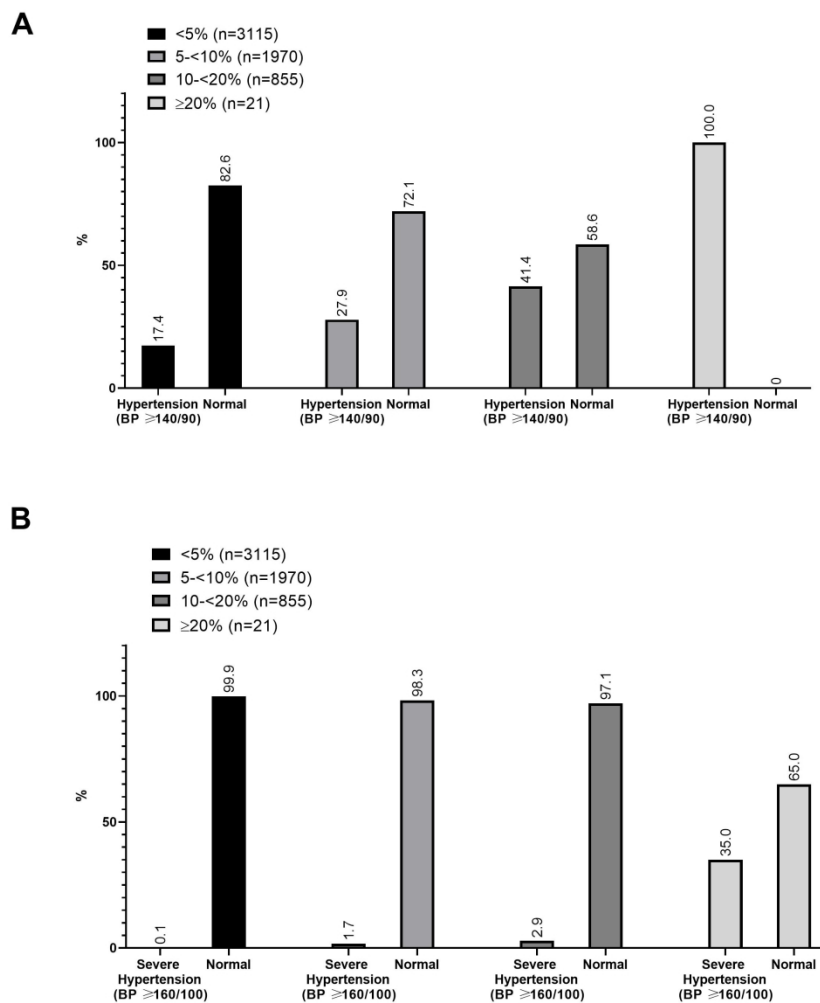 A
<5% (n=3115)
5-<10% (n=1970)
10-<20% (n=855)
≥20% (n=21)
%
100
50
0
17.4
82.6
27.9
72.1
41.4
58.6
100.0
0
Hypertension Normal
(BP ≥140/90)
Hypertension Normal
(BP ≥140/90)
Hypertension Normal
(BP ≥140/90)
Hypertension Normal
(BP ≥140/90)
B
<5% (n=3115)
5-<10% (n=1970)
10-<20% (n=855)
≥20% (n=21)
%
100
50
0
0.1
99.9
1.7
98.3
2.9
97.1
35.0
65.0
Severe Normal
Hypertension
(BP ≥160/100)
Severe Normal
Hypertension
(BP ≥160/100)
Severe Normal
Hypertension
(BP ≥160/100)
Severe Normal
Hypertension
(BP ≥160/100)